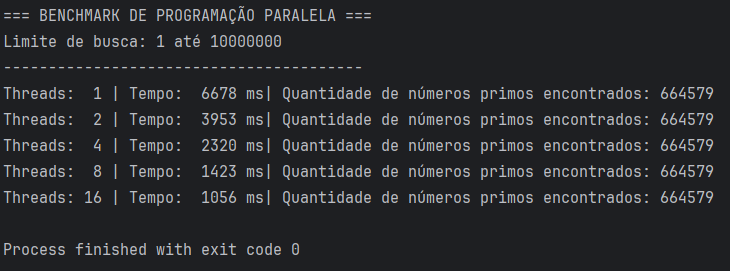 === BENCHMARK DE PROGRAMAÇÃO PARALELA ===
Limite de busca: 1 até 10000000
---------------------------------------
Threads:  1 | Tempo:  6678 ms| Quantidade de números primos encontrados: 664579
Threads:  2 | Tempo:  3953 ms| Quantidade de números primos encontrados: 664579
Threads:  4 | Tempo:  2320 ms| Quantidade de números primos encontrados: 664579
Threads:  8 | Tempo:  1423 ms| Quantidade de números primos encontrados: 664579
Threads: 16 | Tempo:  1056 ms| Quantidade de números primos encontrados: 664579
Process finished with exit code 0